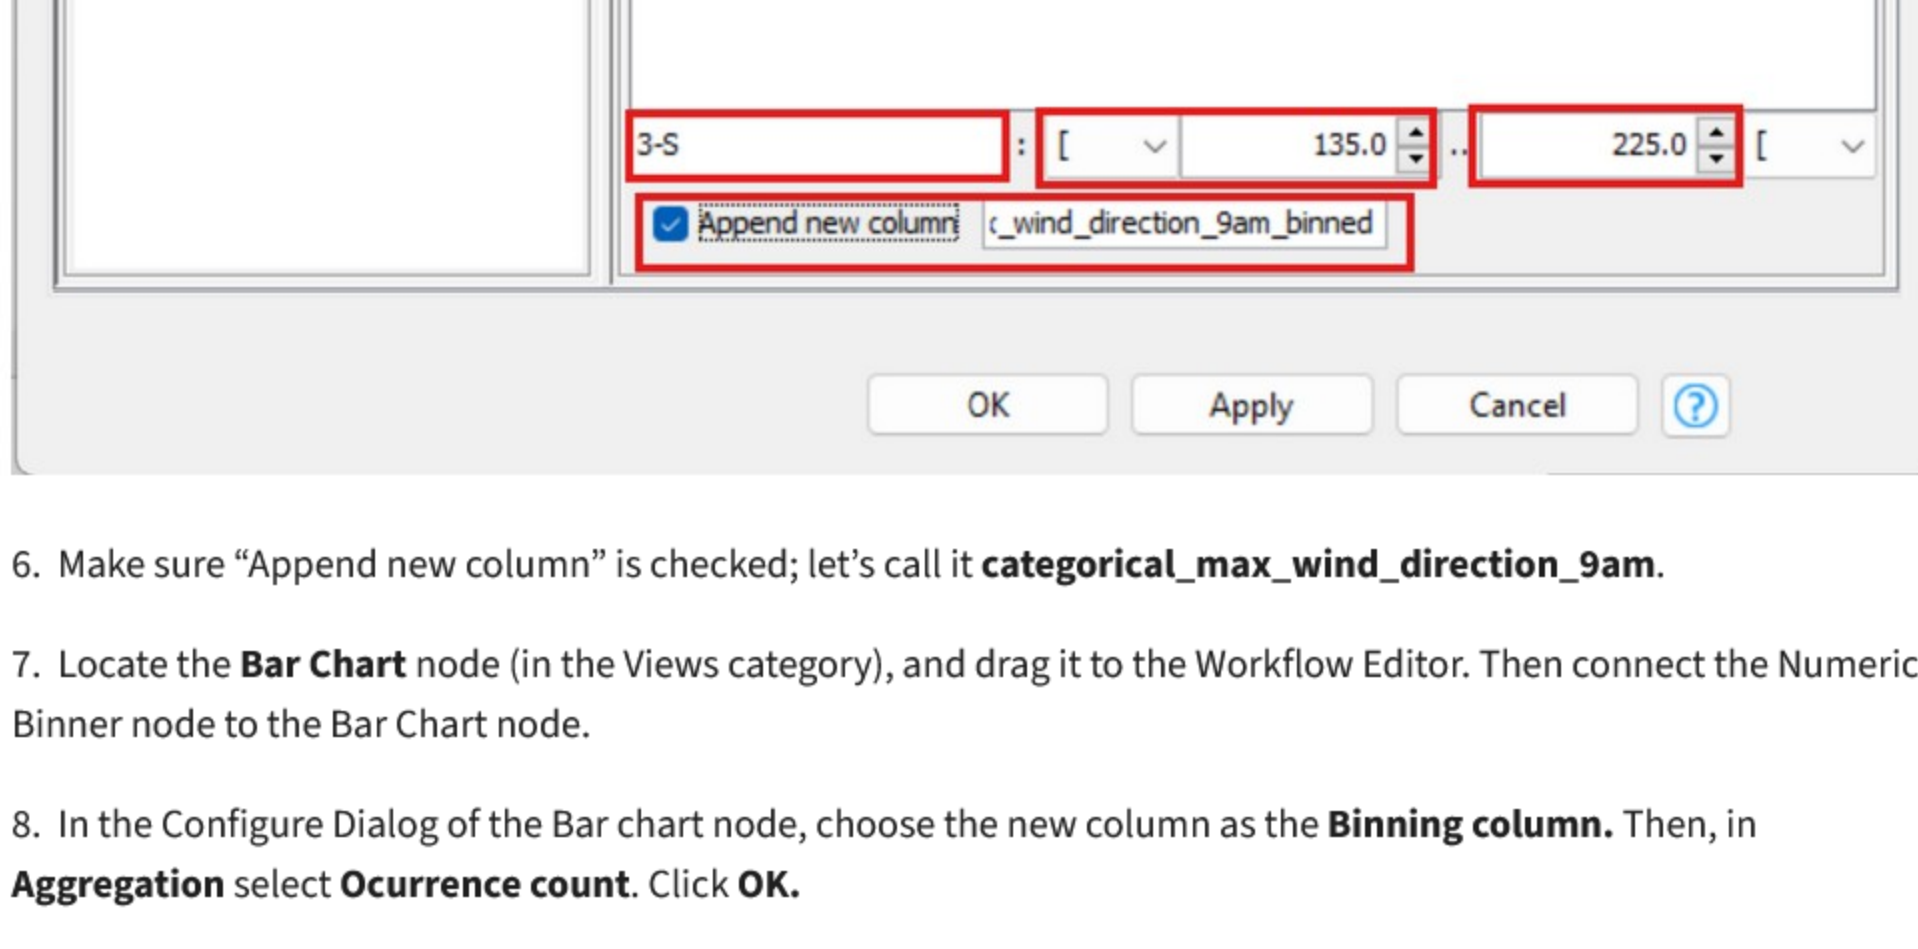 3-S : [ 135.0 .. 225.0 [
Append new column _wind_direction_9am_binned
OK Apply Cancel ?
6. Make sure “Append new column” is checked; let’s call it categorical_max_wind_direction_9am.
7. Locate the Bar Chart node (in the Views category), and drag it to the Workflow Editor. Then connect the Numeric
Binner node to the Bar Chart node.
8. In the Configure Dialog of the Bar chart node, choose the new column as the Binning column. Then, in
Aggregation select Ocurrence count. Click OK.